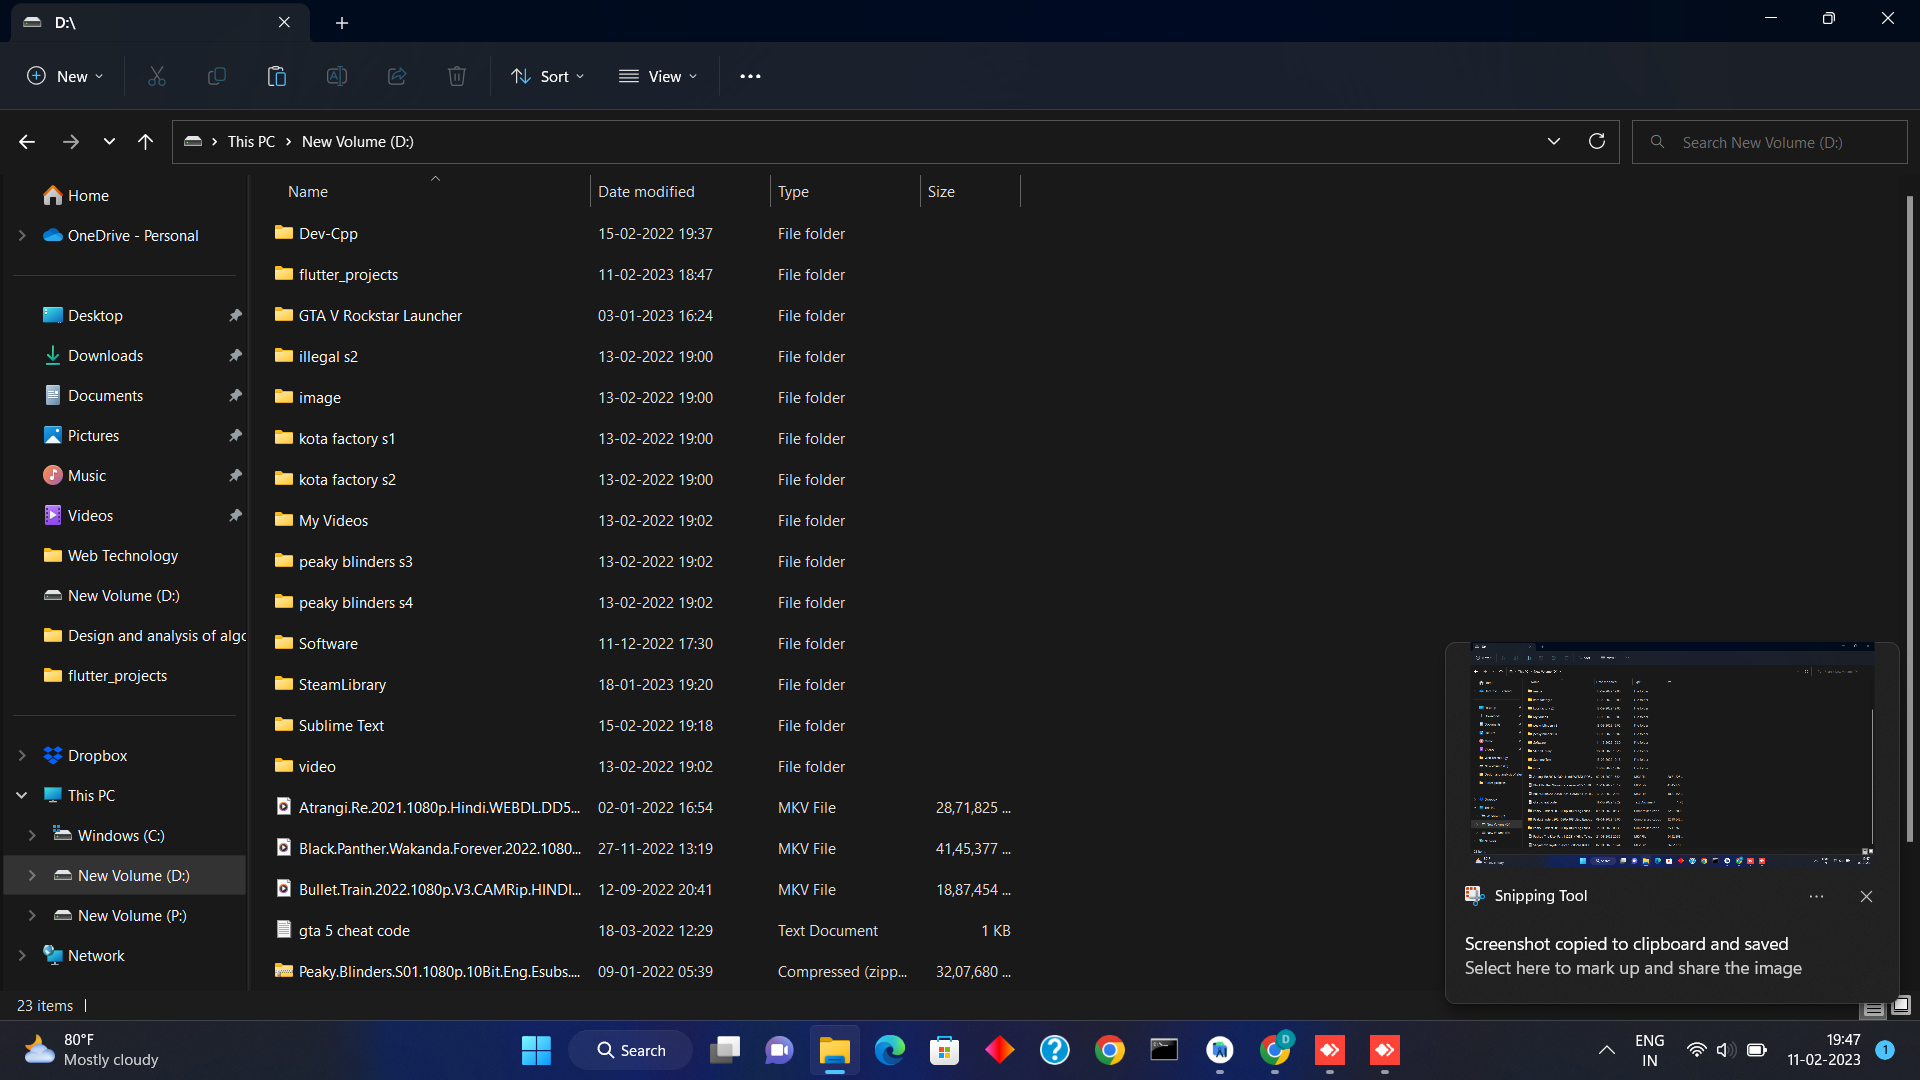 D:\
New
Sort
View
This PC
New Volume (D:)
Search New Volume (D:)
Home
OneDrive - Personal
Desktop
Downloads
Documents
Pictures
Music
Videos
Web Technology
New Volume (D:)
Design and analysis of algo
flutter_projects
Dropbox
This PC
Windows (C:)
New Volume (D:)
New Volume (P:)
Network
Name Date modified Type Size
Dev-Cpp 15-02-2022 19:37 File folder
flutter_projects 11-02-2023 18:47 File folder
GTA V Rockstar Launcher 03-01-2023 16:24 File folder
illegal s2 13-02-2022 19:00 File folder
image 13-02-2022 19:00 File folder
kota factory s1 13-02-2022 19:00 File folder
kota factory s2 13-02-2022 19:00 File folder
My Videos 13-02-2022 19:02 File folder
peaky blinders s3 13-02-2022 19:02 File folder
peaky blinders s4 13-02-2022 19:02 File folder
Software 11-12-2022 17:30 File folder
SteamLibrary 18-01-2023 19:20 File folder
Sublime Text 15-02-2022 19:18 File folder
video 13-02-2022 19:02 File folder
Atrangi.Re.2021.1080p.Hindi.WEBDL.DD5... 02-01-2022 16:54 MKV File 28,71,825 ...
Black.Panther.Wakanda.Forever.2022.1080... 27-11-2022 13:19 MKV File 41,45,377 ...
Bullet.Train.2022.1080p.V3.CAMRip.HINDI... 12-09-2022 20:41 MKV File 18,87,454 ...
gta 5 cheat code 18-03-2022 12:29 Text Document 1 KB
Peaky.Blinders.S01.1080p.10Bit.Eng.Esubs.... 09-01-2022 05:39 Compressed (zipp... 32,07,680 ...
Snipping Tool
Screenshot copied to clipboard and saved
Select here to mark up and share the image
23 items
80°F
Mostly cloudy
Search
D
ENG
IN
19:47
11-02-2023
1